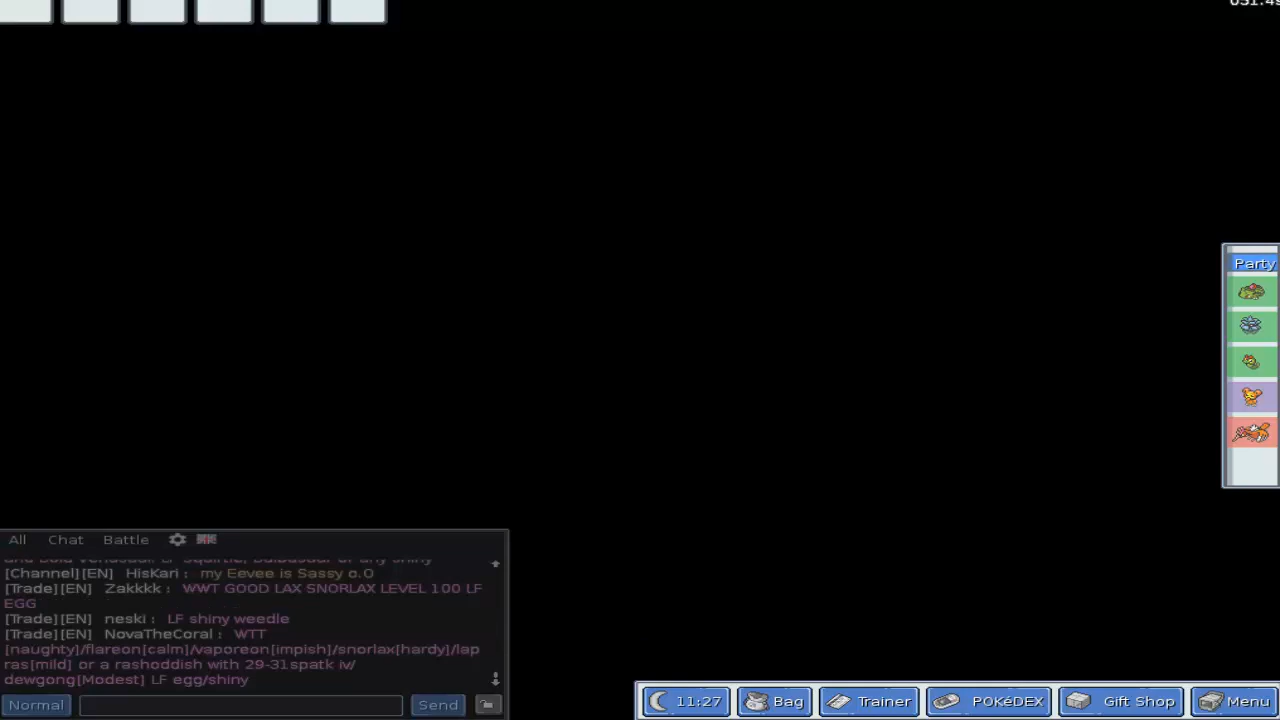 Party
All Chat Battle
[Channel][EN] HisKari : my Eevee is Sassy o.O
[Trade][EN] Zakkkk : WWT GOOD LAX SNORLAX LEVEL 100 LF
EGG
[Trade][EN] neski : LF shiny weedle
[Trade][EN] NovaTheCoral : WTT
[naughty]/flareon[calm]/vaporeon[impish]/snorlax[hardy]/lap
ras[mild] or a rashoddish with 29-31spatk iv/
dewgong[Modest] LF egg/shiny
Normal Send
11:27 Bag Trainer POKéDEX Gift Shop Menu